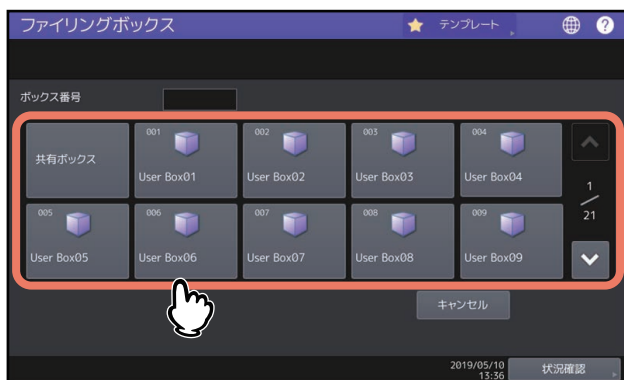 ファイリングボックス
テンプレート
?
ボックス番号
共有ボックス
001
User Box01
002
User Box02
003
User Box03
004
User Box04
1
21
005
User Box05
006
User Box06
007
User Box07
008
User Box08
009
User Box09
キャンセル
2019/05/10
13:36
状況確認